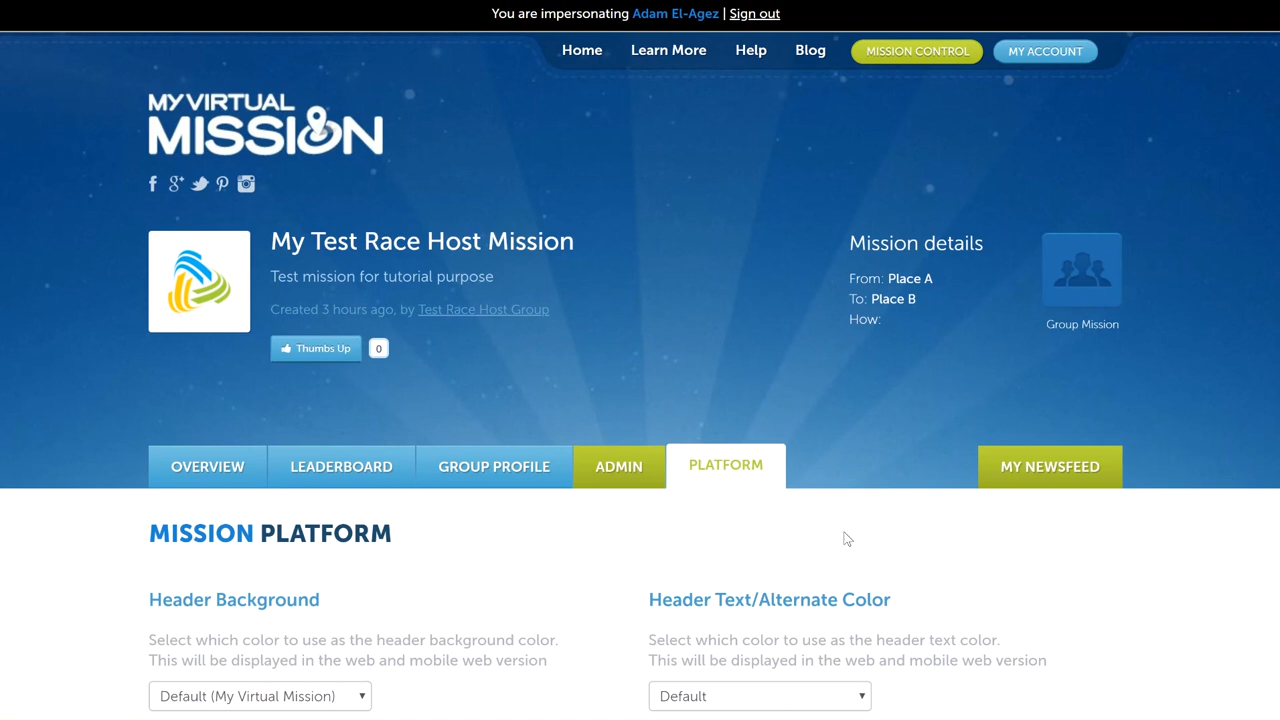 You are impersonating Adam El-Agez | Sign out
Home Learn More Help Blog MISSION CONTROL MY ACCOUNT
MY VIRTUAL
MISSION
My Test Race Host Mission
Test mission for tutorial purpose
Created 3 hours ago, by Test Race Host Group
Thumbs Up 0
Mission details
From: Place A
To: Place B
How:
Group Mission
OVERVIEW LEADERBOARD GROUP PROFILE ADMIN PLATFORM MY NEWSFEED
MISSION PLATFORM
Header Background
Select which color to use as the header background color.
This will be displayed in the web and mobile web version
Default (My Virtual Mission)
Header Text/Alternate Color
Select which color to use as the header text color.
This will be displayed in the web and mobile web version
Default